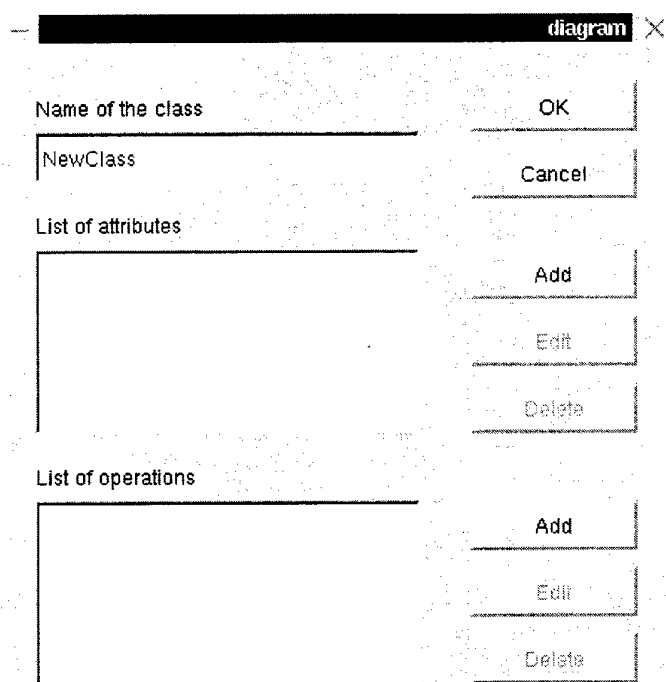 diagram
Name of the class
OK
NewClass
Cancel
List of attributes
Add
Edit
Delete
List of operations
Add
Edit
Delete